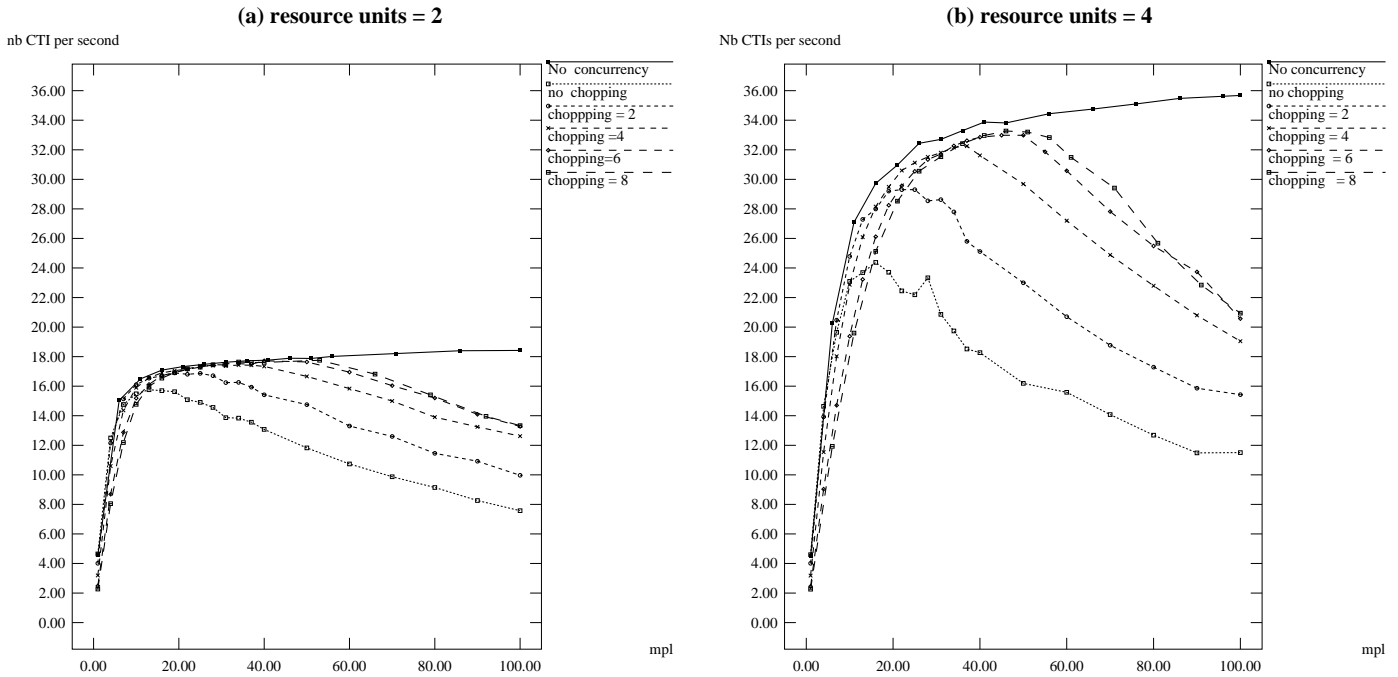 (a) resource units = 2
nb CTI per second
36.00
34.00
32.00
30.00
28.00
26.00
24.00
22.00
20.00
18.00
16.00
14.00
12.00
10.00
8.00
6.00
4.00
2.00
0.00
0.00 20.00 40.00 60.00 80.00 100.00
mpl
No concurrency
no chopping
choppping = 2
chopping =4
chopping=6
chopping = 8
(b) resource units = 4
Nb CTIs per second
36.00
34.00
32.00
30.00
28.00
26.00
24.00
22.00
20.00
18.00
16.00
14.00
12.00
10.00
8.00
6.00
4.00
2.00
0.00
0.00 20.00 40.00 60.00 80.00 100.00
mpl
No concurrency
no chopping
chopping = 2
chopping = 4
chopping = 6
chopping = 8